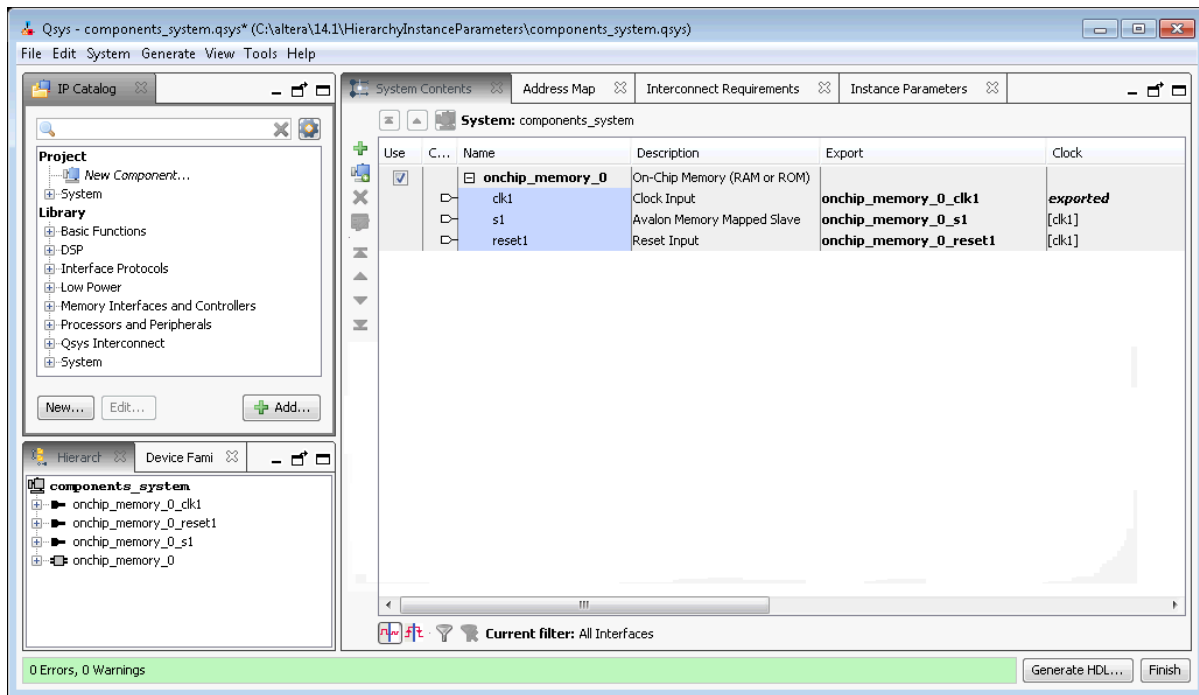 Qsys - components_system.qsys* (C:\altera\14.1\HierarchyInstanceParameters\components_system.qsys)
File Edit System Generate View Tools Help
IP Catalog
Project
New Component...
System
Library
Basic Functions
DSP
Interface Protocols
Low Power
Memory Interfaces and Controllers
Processors and Peripherals
Qsys Interconnect
System
New... Edit... Add...
Hierarch Device Fami
components_system
onchip_memory_0_clk1
onchip_memory_0_reset1
onchip_memory_0_s1
onchip_memory_0
System Contents Address Map Interconnect Requirements Instance Parameters
System: components_system
Use C... Name Description Export Clock
onchip_memory_0 On-Chip Memory (RAM or ROM)
clk1 Clock Input onchip_memory_0_clk1 exported
s1 Avalon Memory Mapped Slave onchip_memory_0_s1 [clk1]
reset1 Reset Input onchip_memory_0_reset1 [clk1]
Current filter: All Interfaces
0 Errors, 0 Warnings Generate HDL... Finish